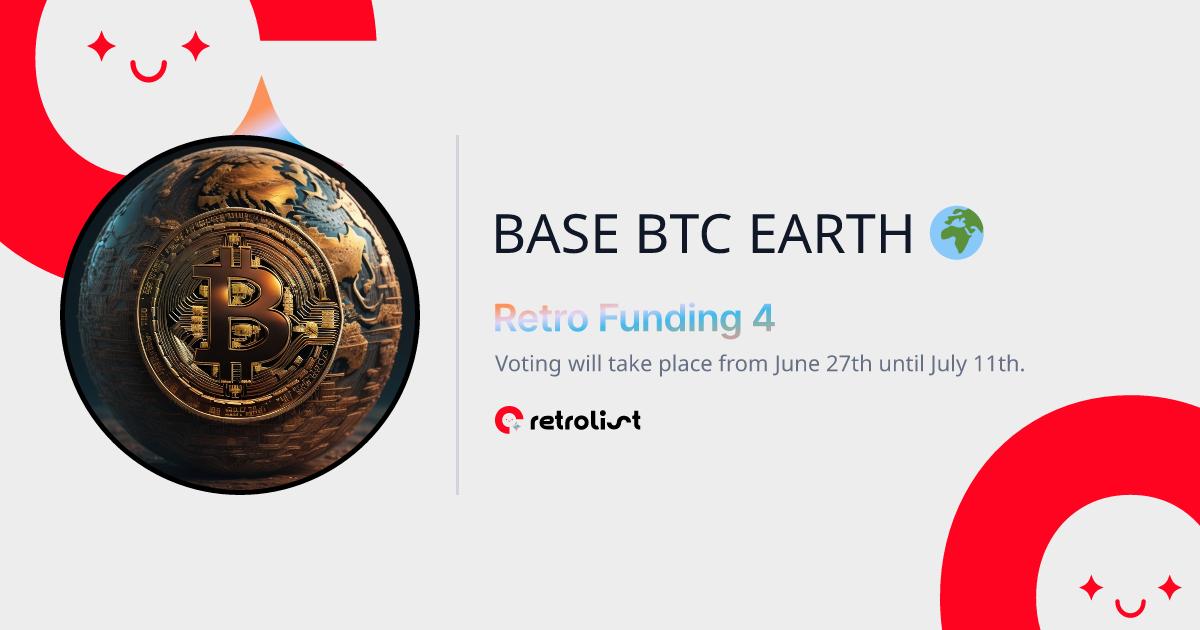 BASE BTC EARTH 🌍
Retro Funding 4
Voting will take place from June 27th until July 11th.
retrolist